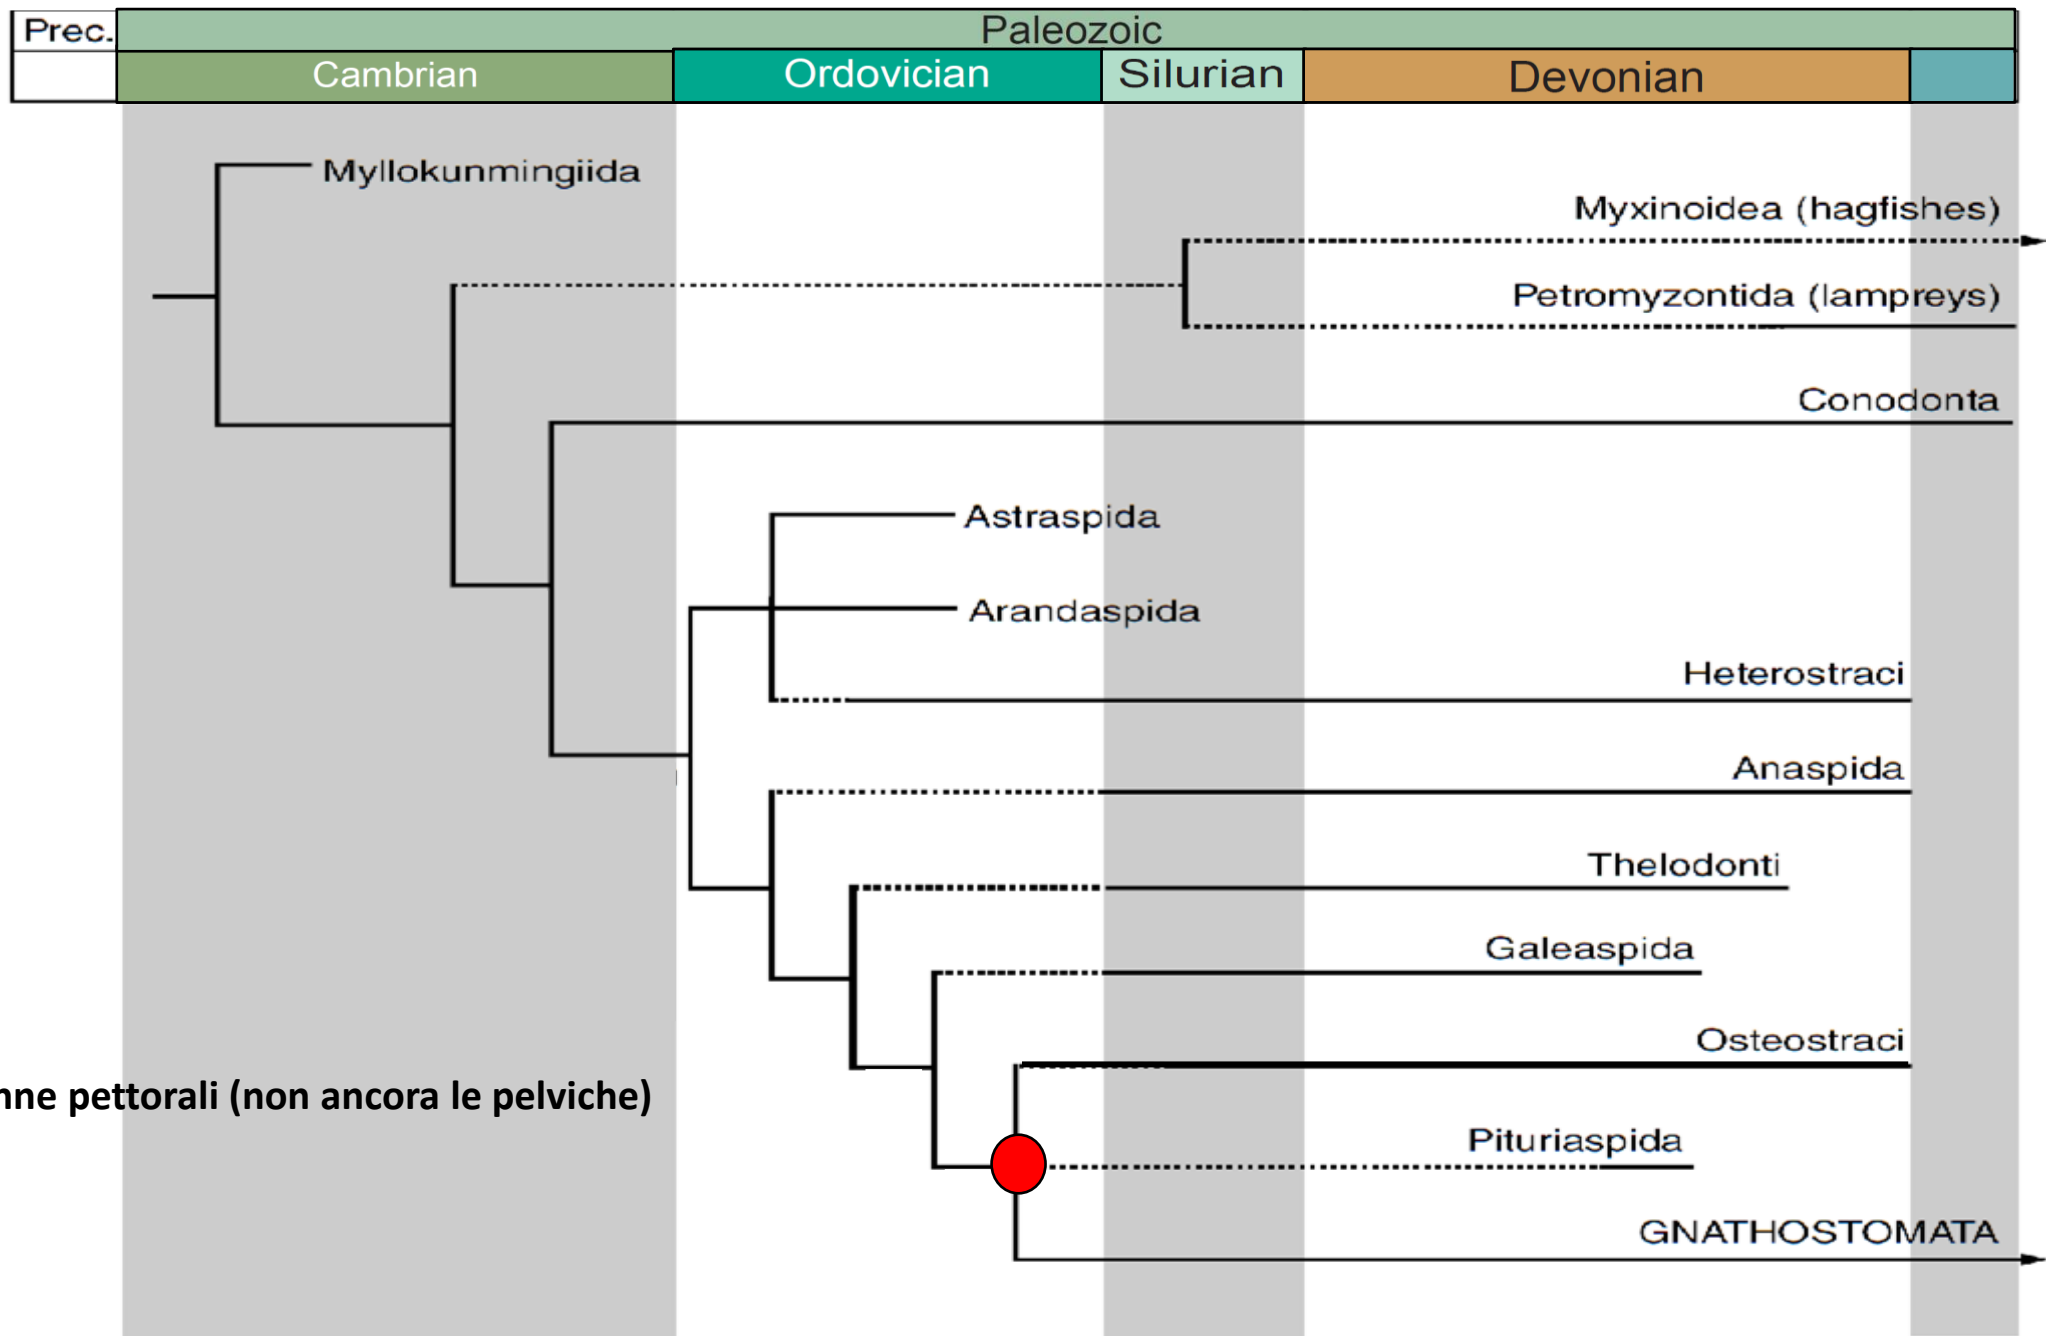 Prec.
Paleozoic
Cambrian
Ordovician
Silurian
Devonian
Myllokunmingiida
Myxinoidea (hagfishes)
Petromyzontida (lampreys)
Conodonta
Astraspida
Arandaspida
Heterostraci
Anaspida
Thelodonti
Galeaspida
Osteostraci
nne pettorali (non ancora le pelviche)
Pituriaspida
GNATHOSTOMATA